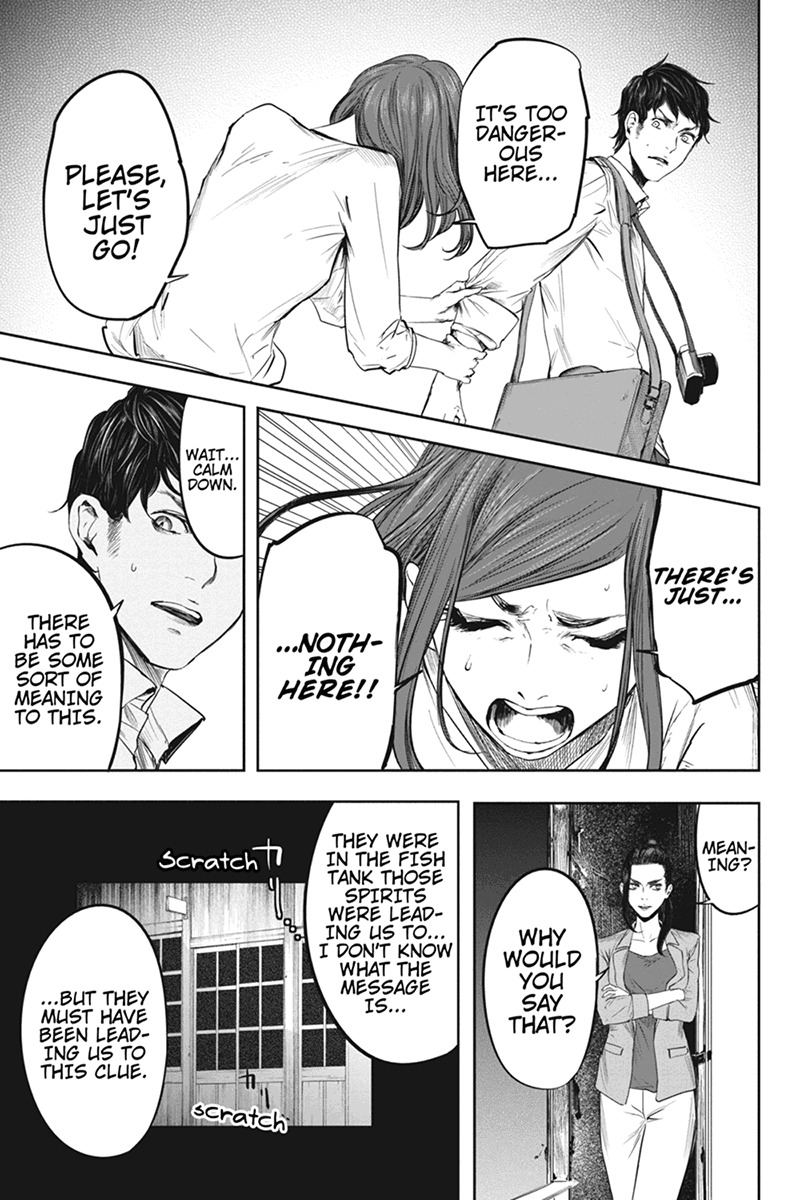 IT'S TOO
DANGER-
OUS
HERE...
PLEASE,
LET'S
JUST
GO!
THERE'S
JUST...
...NOTH-
ING
HERE!!
WAIT...
CALM
DOWN.
THERE
HAS TO
BE SOME
SORT OF
MEANING
TO THIS.
MEAN-
ING?
WHY
WOULD
YOU
SAY
THAT?
THEY WERE
IN THE FISH
TANK THOSE
SPIRITS
WERE LEAD-
ING US TO...
I DON'T KNOW
WHAT THE
MESSAGE
IS...
scratch カ
...BUT THEY
MUST HAVE
BEEN LEAD-
ING US TO
THIS CLUE.
scratch